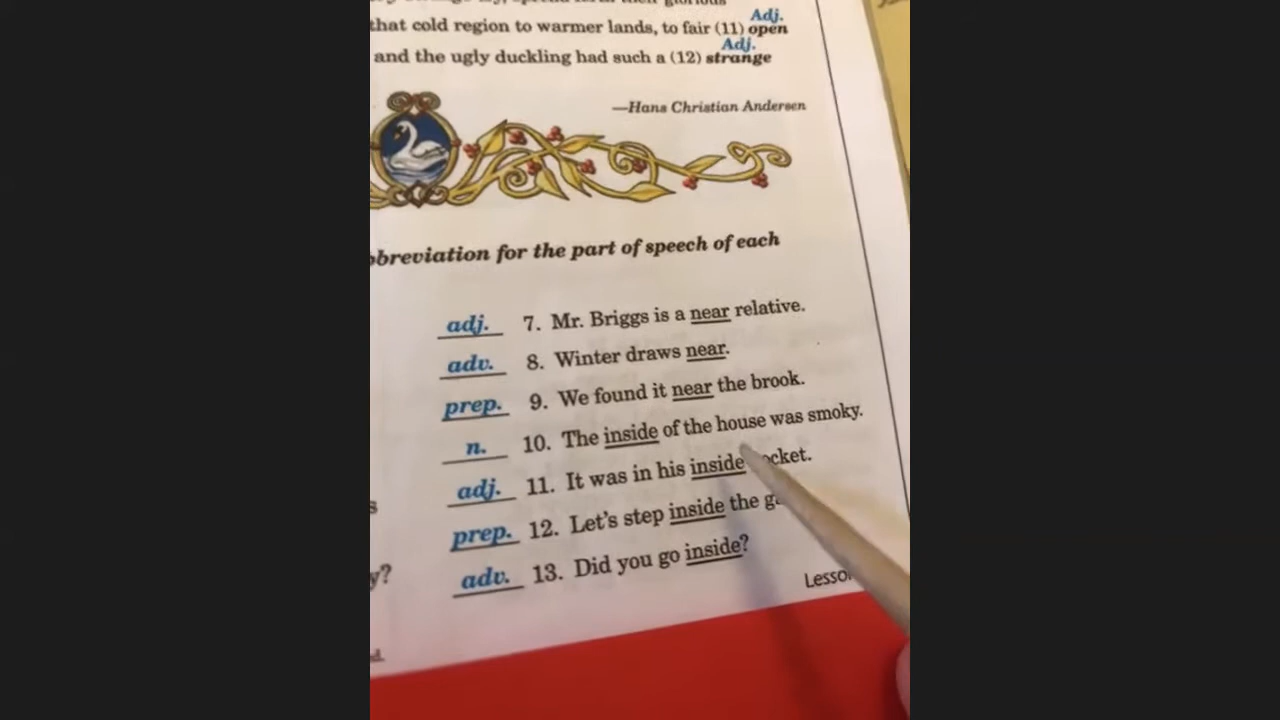 Adj.
that cold region to warmer lands, to fair (11) open
Adj.
and the ugly duckling had such a (12) strange
—Hans Christian Andersen
for the part of speech of each
adj. 7. Mr. Briggs is a near relative.
adv. 8. Winter draws near.
prep. 9. We found it near the brook.
n. 10. The inside of the house was smoky.
adj. 11. It was in his inside
prep. 12. Let's step inside the
adv. 13. Did you go inside?